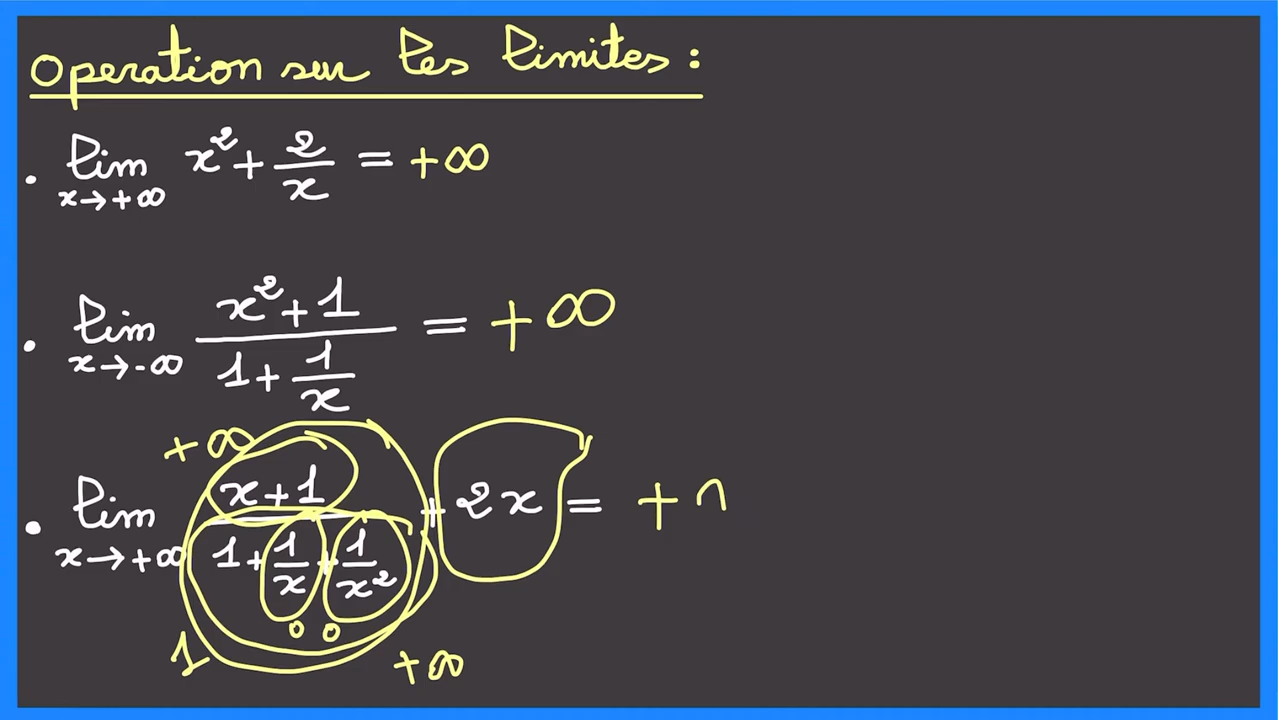 Operation sur les limites :
. lim x→+∞ x² + 2/x = +∞
. lim x→-∞ (x² + 1)/(1 + 1/x) = +∞
+∞
. lim x→+∞ (x + 1)/(1 + 1/x + 1/x²) + 2x = +
0 0
1 +∞